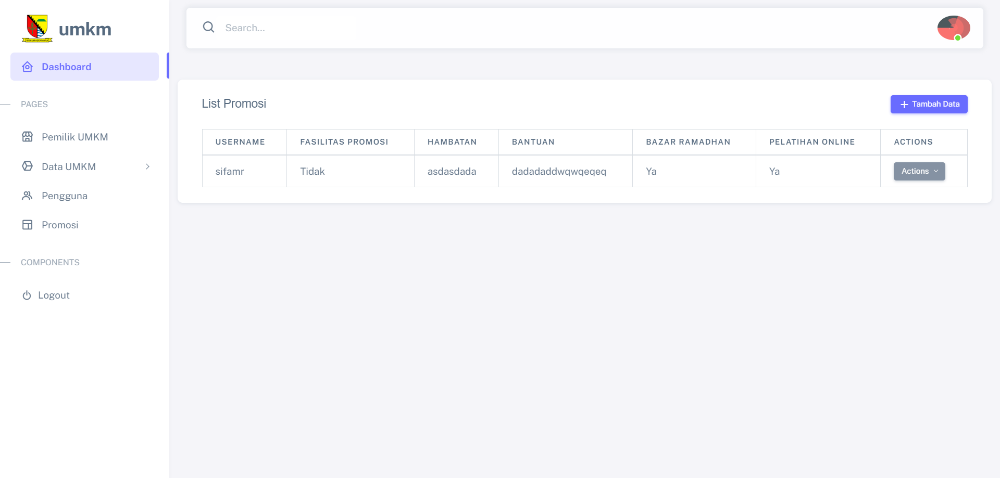 umkm
Search...
Dashboard
PAGES
Pemilik UMKM
Data UMKM
Pengguna
Promosi
COMPONENTS
Logout
List Promosi
Tambah Data
USERNAME FASILITAS PROMOSI HAMBATAN BANTUAN BAZAR RAMADHAN PELATIHAN ONLINE ACTIONS
sifamr Tidak asdasdada dadadaddwqwqeqeq Ya Ya Actions